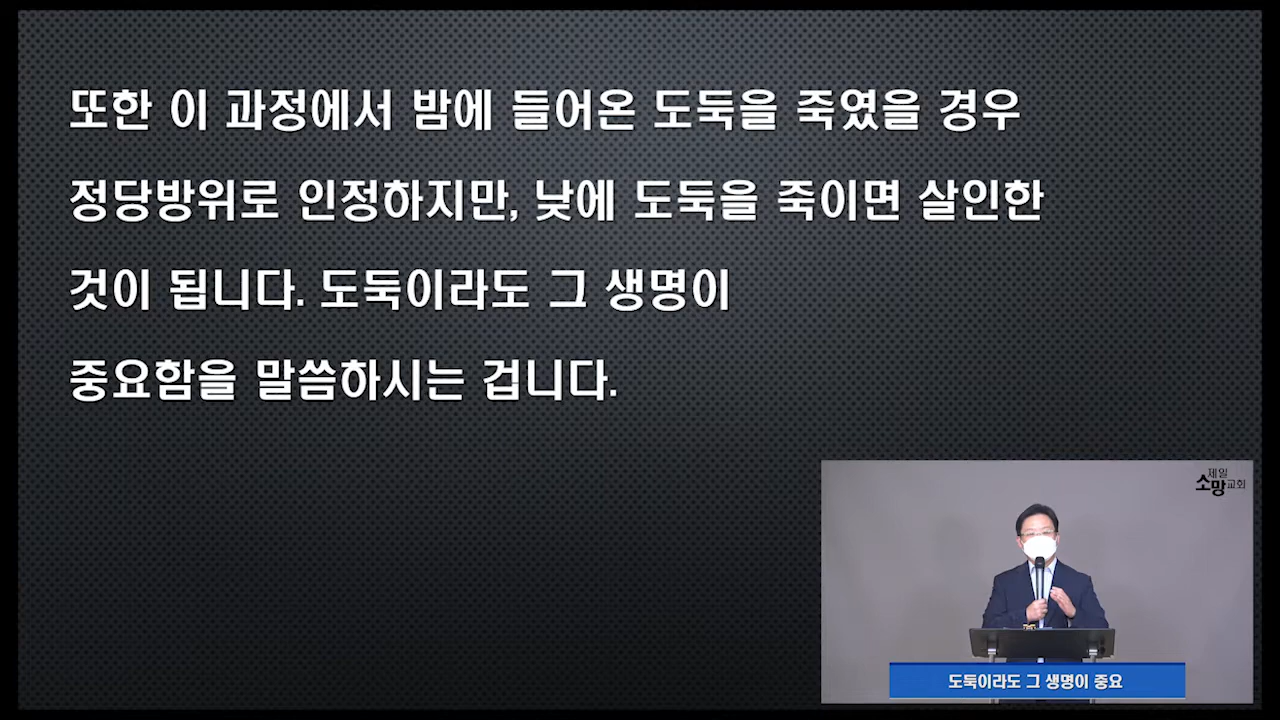 또한 이 과정에서 밤에 들어온 도둑을 죽였을 경우
정당방위로 인정하지만, 낮에 도둑을 죽이면 살인한
것이 됩니다. 도둑이라도 그 생명이
중요함을 말씀하시는 겁니다.
제일
소망교회
도둑이라도 그 생명이 중요